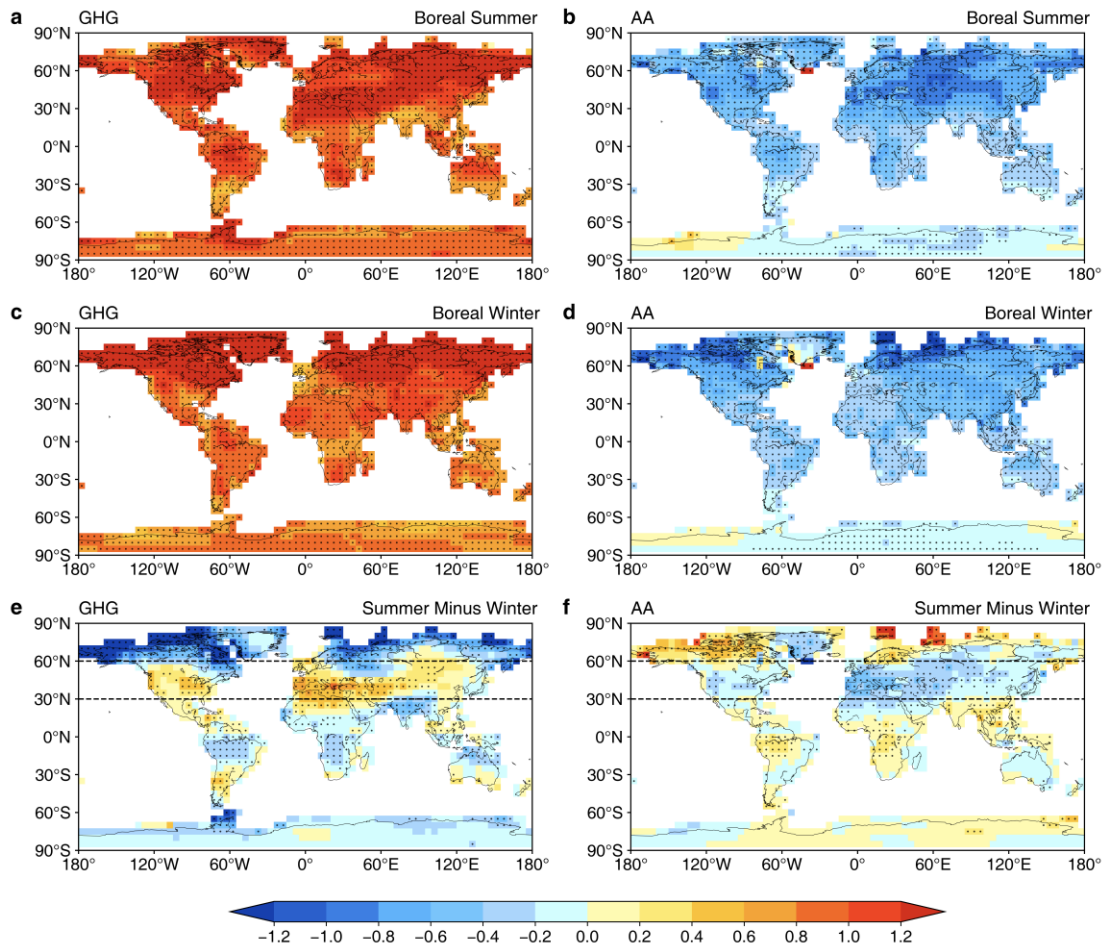 a GHG Boreal Summer
b AA Boreal Summer
90°N
60°N
30°N
0°N
30°S
60°S
90°S
180° 120°W 60°W 0° 60°E 120°E 180°
90°N
60°N
30°N
0°N
30°S
60°S
90°S
180° 120°W 60°W 0° 60°E 120°E 180°
c GHG Boreal Winter
d AA Boreal Winter
90°N
60°N
30°N
0°N
30°S
60°S
90°S
180° 120°W 60°W 0° 60°E 120°E 180°
90°N
60°N
30°N
0°N
30°S
60°S
90°S
180° 120°W 60°W 0° 60°E 120°E 180°
e GHG Summer Minus Winter
f AA Summer Minus Winter
90°N
60°N
30°N
0°N
30°S
60°S
90°S
180° 120°W 60°W 0° 60°E 120°E 180°
90°N
60°N
30°N
0°N
30°S
60°S
90°S
180° 120°W 60°W 0° 60°E 120°E 180°
−1.2 −1.0 −0.8 −0.6 −0.4 −0.2 0.0 0.2 0.4 0.6 0.8 1.0 1.2